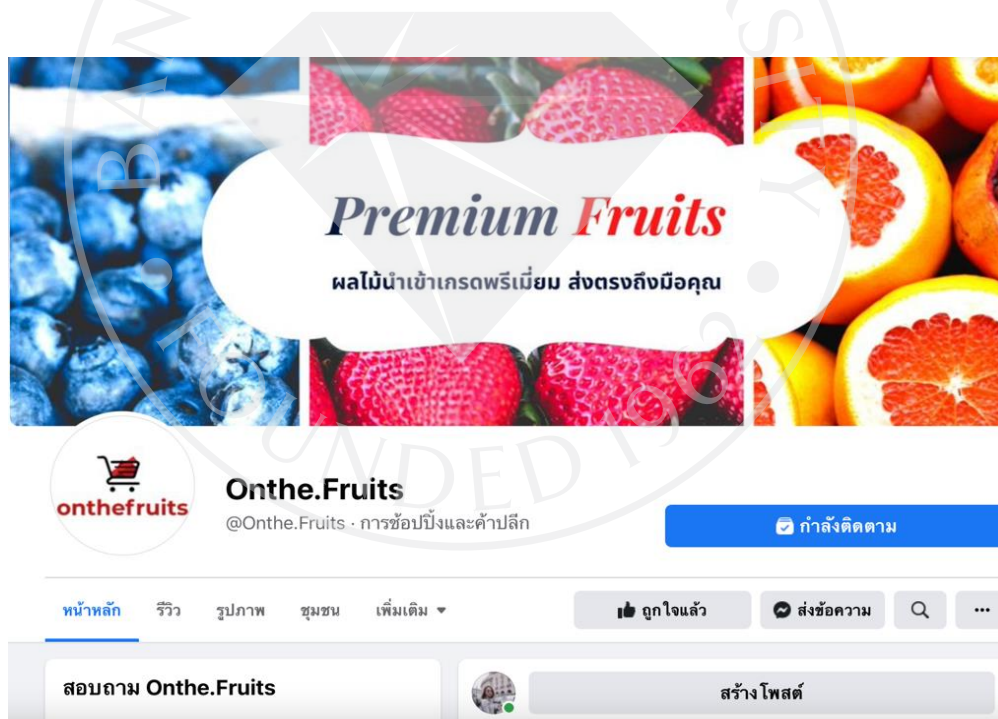 Premium Fruits
ผลไม้นำเข้าเกรดพรีเมี่ยม ส่งตรงถึงมือคุณ
onthefruits
Onthe.Fruits
@Onthe.Fruits · การช้อปปิ้งและค้าปลีก
กำลังติดตาม
หน้าหลัก รีวิว รูปภาพ ชุมชน เพิ่มเติม
ถูกใจแล้ว ส่งข้อความ
สอบถาม Onthe.Fruits
สร้างโพสต์
FOUNDED 1962